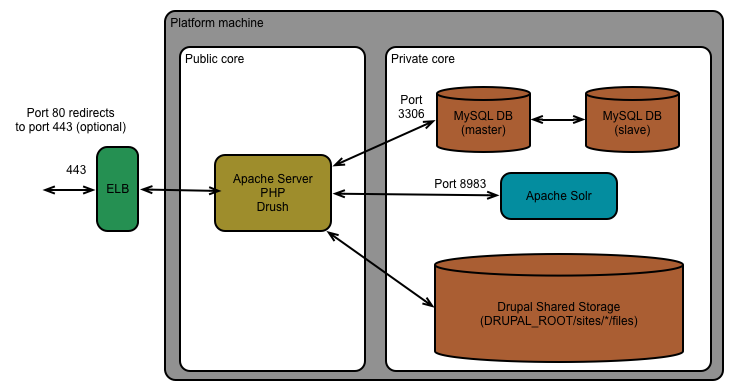 Platform machine
Public core
Private core
Port 80 redirects
to port 443 (optional)
443
ELB
Apache Server
PHP
Drush
Port
3306
MySQL DB
(master)
MySQL DB
(slave)
Port 8983
Apache Solr
Drupal Shared Storage
(DRUPAL_ROOT/sites/*/files)